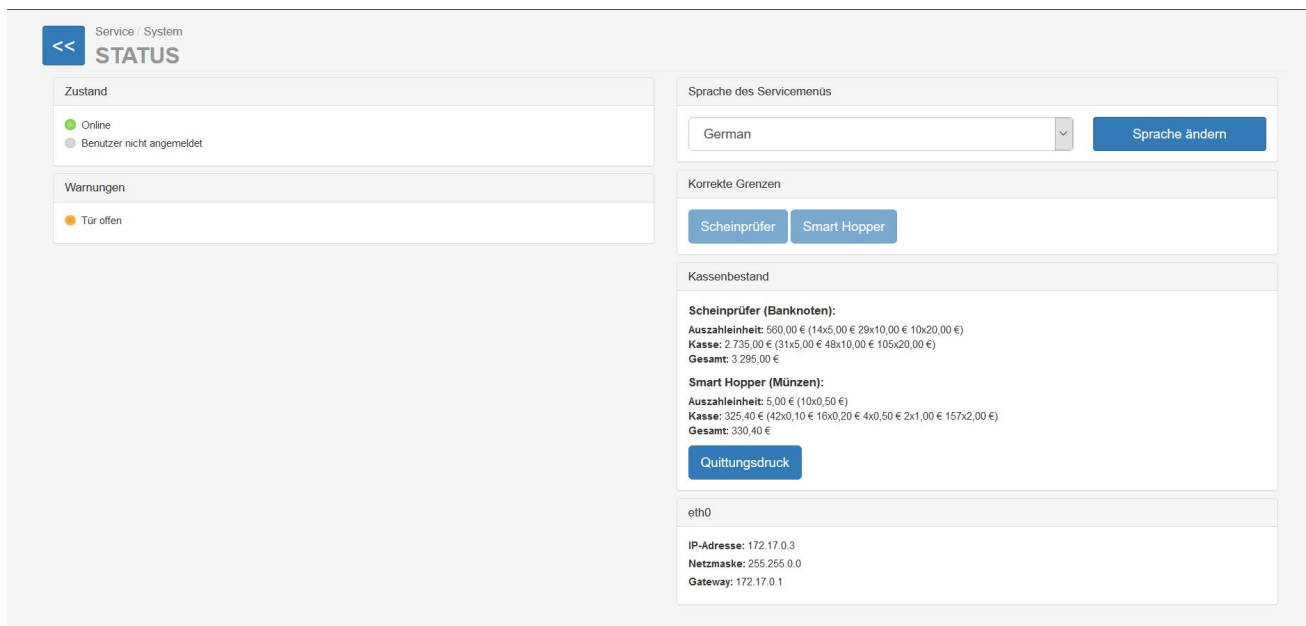 <<
Service / System
STATUS
Zustand
Online
Benutzer nicht angemeldet
Warnungen
Tür offen
Sprache des Servicemenüs
German
Sprache ändern
Korrekte Grenzen
Scheinprüfer
Smart Hopper
Kassenbestand
Scheinprüfer (Banknoten):
Auszahleinheit: 560,00 € (14x5,00 € 29x10,00 € 10x20,00 €)
Kasse: 2.735,00 € (31x5,00 € 48x10,00 € 105x20,00 €)
Gesamt: 3.295,00 €
Smart Hopper (Münzen):
Auszahleinheit: 5,00 € (10x0,50 €)
Kasse: 325,40 € (42x0,10 € 16x0,20 € 4x0,50 € 2x1,00 € 157x2,00 €)
Gesamt: 330,40 €
Quittungsdruck
eth0
IP-Adresse: 172.17.0.3
Netzmaske: 255.255.0.0
Gateway: 172.17.0.1